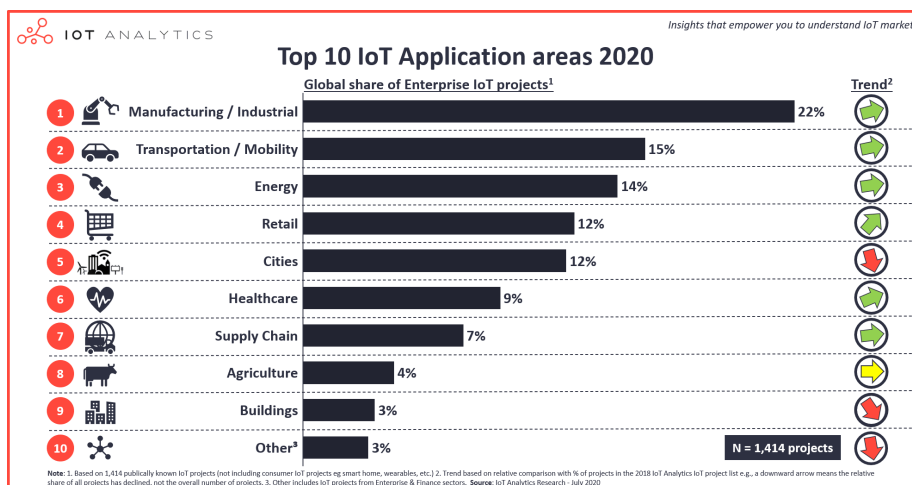 IOT ANALYTICS
Insights that empower you to understand IoT market
Top 10 IoT Application areas 2020
Global share of Enterprise IoT projects¹
Trend²
1 Manufacturing / Industrial 22%
2 Transportation / Mobility 15%
3 Energy 14%
4 Retail 12%
5 Cities 12%
6 Healthcare 9%
7 Supply Chain 7%
8 Agriculture 4%
9 Buildings 3%
10 Other³ 3%
N = 1,414 projects
Note: 1. Based on 1,414 publically known IoT projects (not including consumer IoT projects eg smart home, wearables, etc.) 2. Trend based on relative comparison with % of projects in the 2018 IoT Analytics IoT project list e.g., a downward arrow means the relative
share of all projects has declined, not the overall number of projects. 3. Other includes IoT projects from Enterprise & Finance sectors. Source: IoT Analytics Research - July 2020